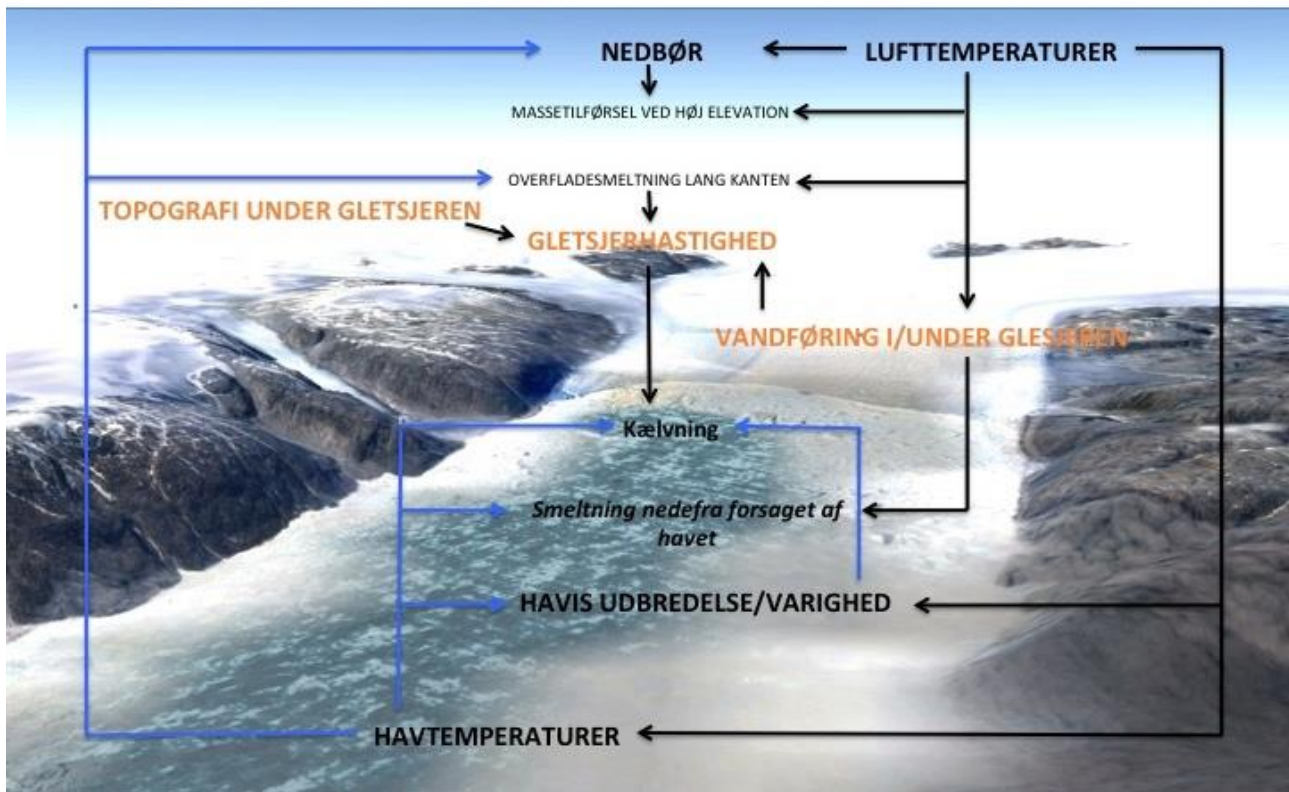 NEDBØR
LUFTTEMPERATURER
MASSETILFØRSEL VED HØJ ELEVATION
OVERFLADESMELTNING LANG KANTEN
TOPOGRAFI UNDER GLETSJEREN
GLETSJERHASTIGHED
VANDFØRING I/UNDER GLESJEREN
Kælvning
Smeltning nedefra forsaget af
havet
HAVIS UDBREDELSE/VARIGHED
HAVTEMPERATURER